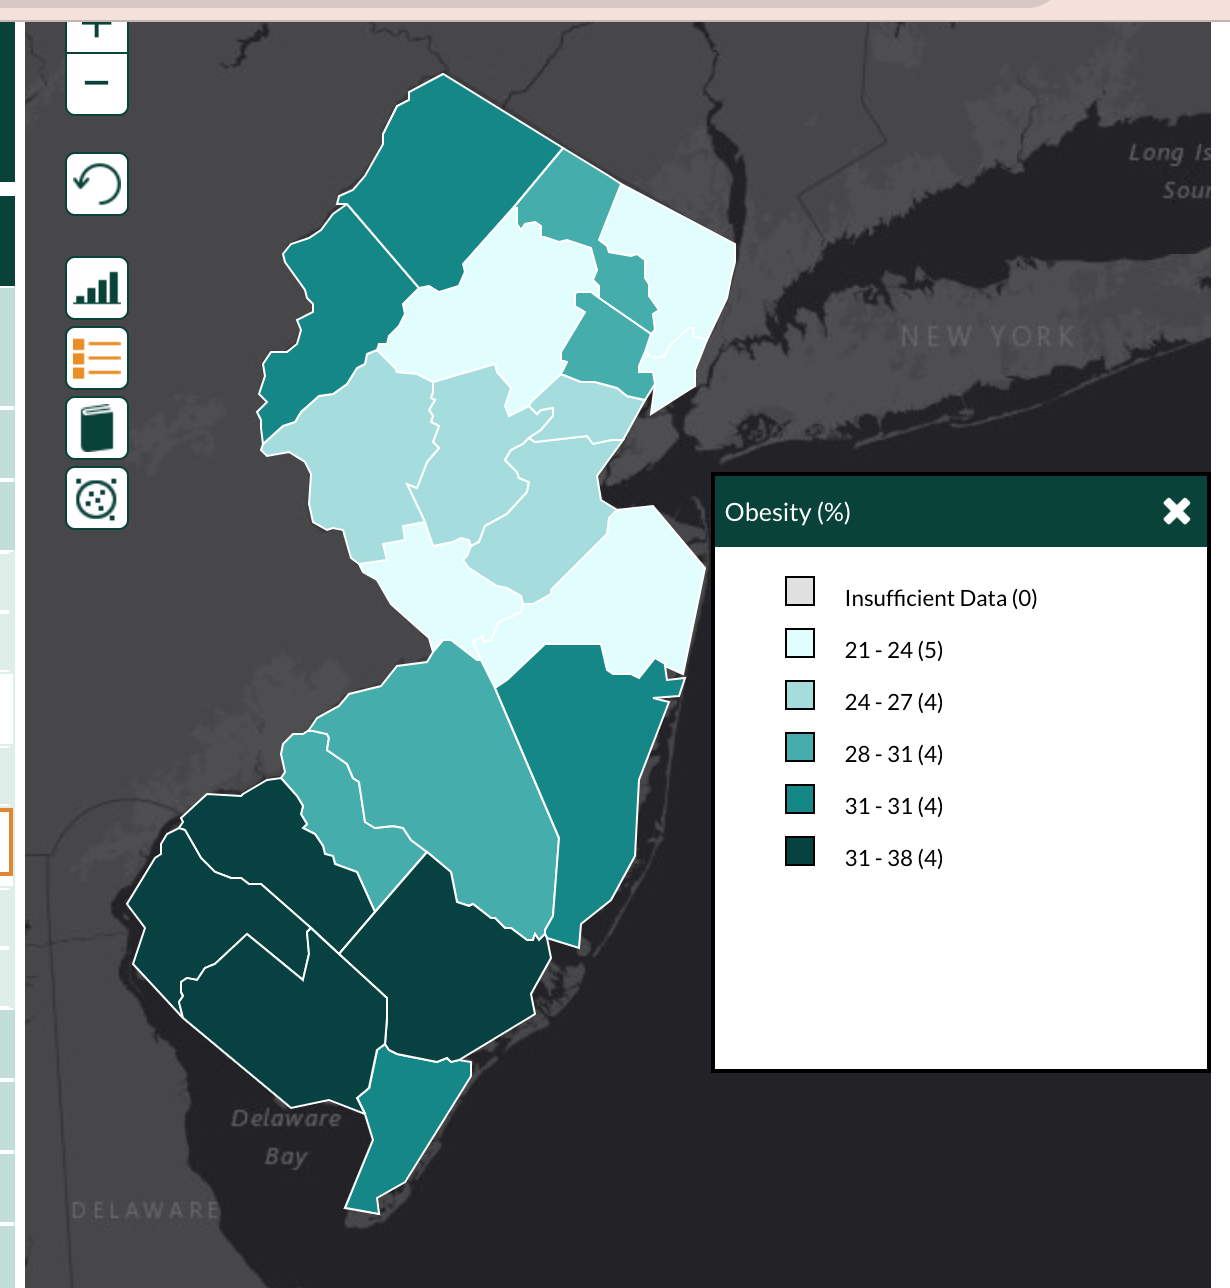 Long Is
Sour
NEW YORK
Obesity (%)
Insufficient Data (0)
21 - 24 (5)
24 - 27 (4)
28 - 31 (4)
31 - 31 (4)
31 - 38 (4)
Delaware
Bay
DELAWARE